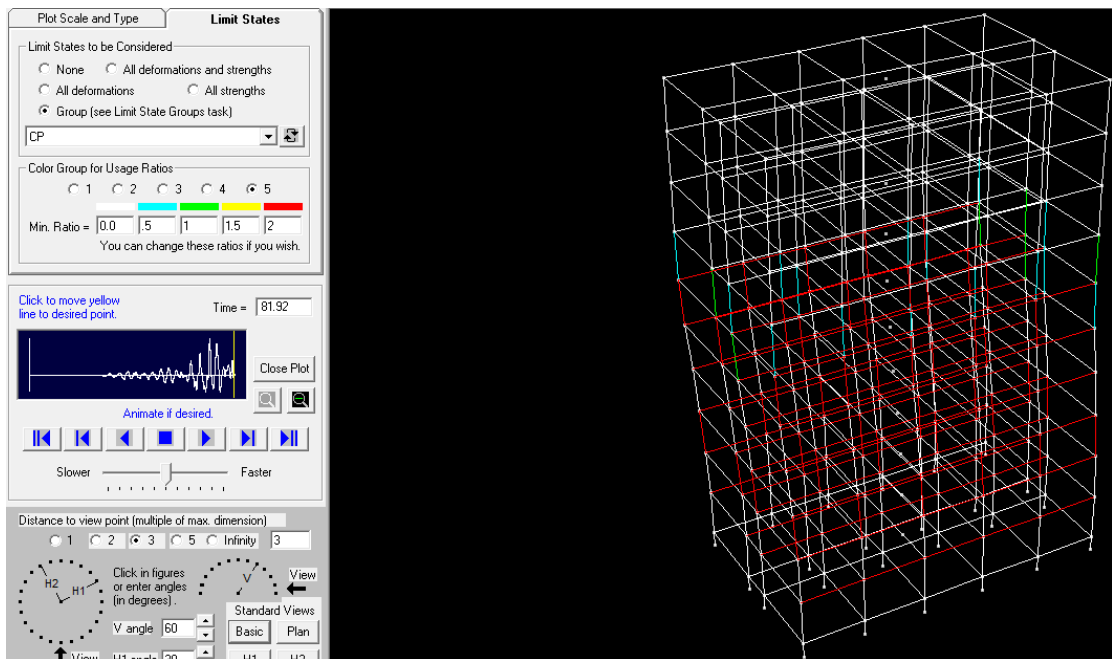 Plot Scale and Type
Limit States
Limit States to be Considered
None
All deformations and strengths
All deformations
All strengths
Group (see Limit State Groups task)
CP
Color Group for Usage Ratios
1 2 3 4 5
Min. Ratio = 0.0 .5 1 1.5 2
You can change these ratios if you wish.
Click to move yellow
line to desired point.
Time = 81.92
Close Plot
Animate if desired.
Slower
Faster
Distance to view point (multiple of max. dimension)
1 2 3 5 Infinity 3
H2
H1
Click in figures
or enter angles
(in degrees) .
V
View
V angle 60
Standard Views
Basic
Plan
View
H1 angle
H1
H2